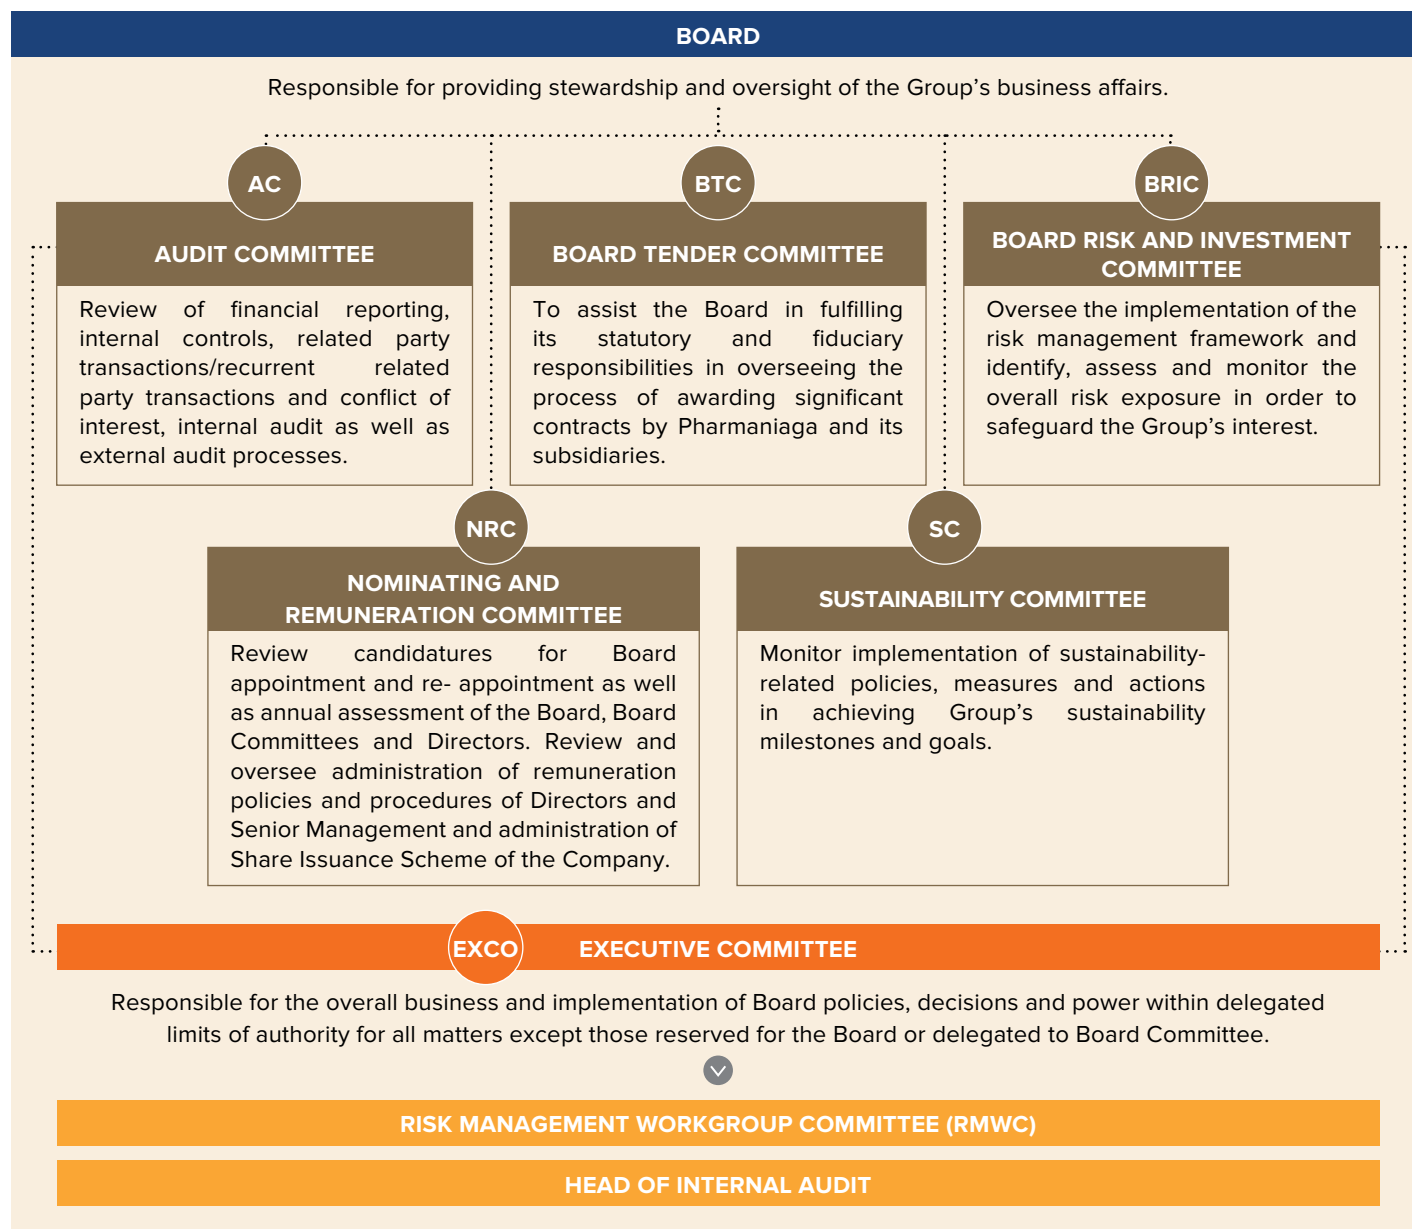 BOARD
Responsible for providing stewardship and oversight of the Group's business affairs.
AC
AUDIT COMMITTEE
Review of financial reporting,
internal controls, related party
transactions/recurrent related
party transactions and conflict of
interest, internal audit as well as
external audit processes.
BTC
BOARD TENDER COMMITTEE
To assist the Board in fulfilling
its statutory and fiduciary
responsibilities in overseeing the
process of awarding significant
contracts by Pharmaniaga and its
subsidiaries.
BRIC
BOARD RISK AND INVESTMENT
COMMITTEE
Oversee the implementation of the
risk management framework and
identify, assess and monitor the
overall risk exposure in order to
safeguard the Group's interest.
NRC
NOMINATING AND
REMUNERATION COMMITTEE
Review candidatures for Board
appointment and re- appointment as well
as annual assessment of the Board, Board
Committees and Directors. Review and
oversee administration of remuneration
policies and procedures of Directors and
Senior Management and administration of
Share Issuance Scheme of the Company.
SC
SUSTAINABILITY COMMITTEE
Monitor implementation of sustainability-
related policies, measures and actions
in achieving Group's sustainability
milestones and goals.
EXCO EXECUTIVE COMMITTEE
Responsible for the overall business and implementation of Board policies, decisions and power within delegated
limits of authority for all matters except those reserved for the Board or delegated to Board Committee.
RISK MANAGEMENT WORKGROUP COMMITTEE (RMWC)
HEAD OF INTERNAL AUDIT